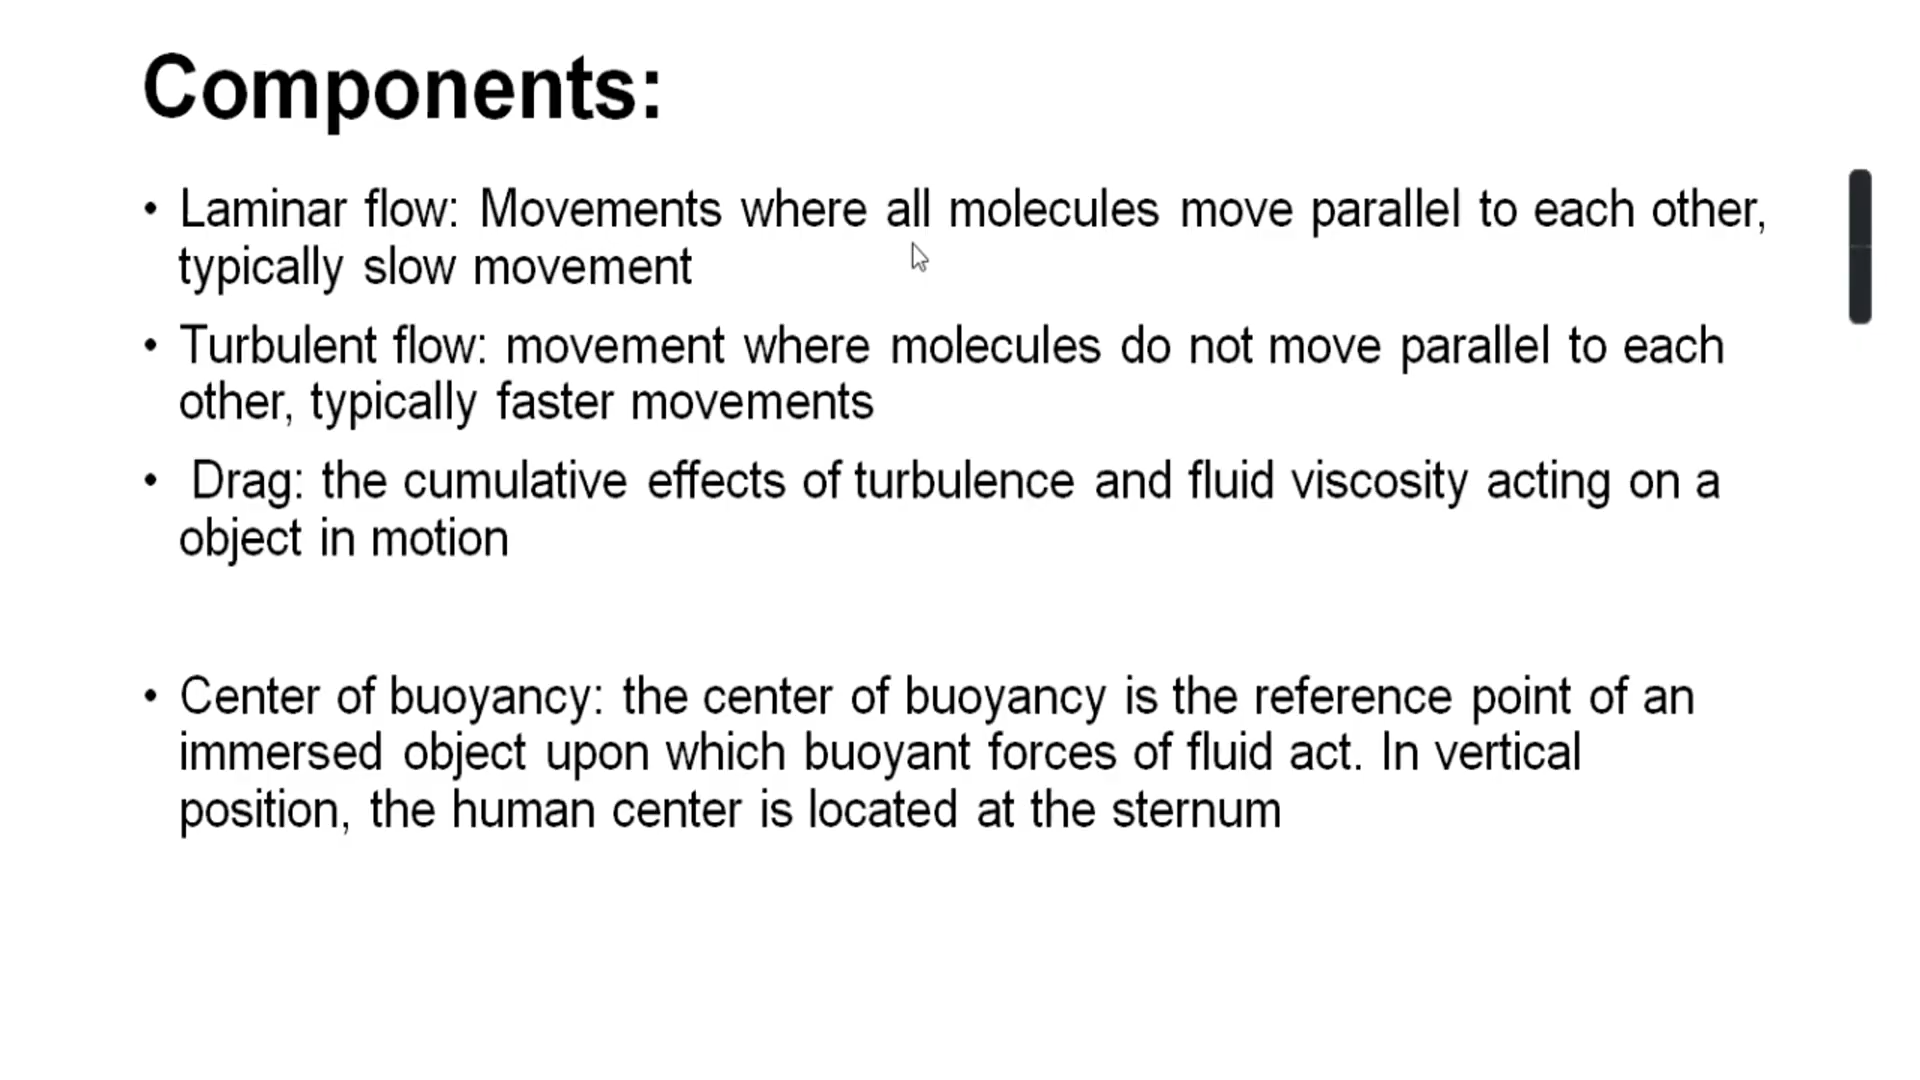 Components:
• Laminar flow: Movements where all molecules move parallel to each other,
typically slow movement
• Turbulent flow: movement where molecules do not move parallel to each
other, typically faster movements
• Drag: the cumulative effects of turbulence and fluid viscosity acting on a
object in motion
• Center of buoyancy: the center of buoyancy is the reference point of an
immersed object upon which buoyant forces of fluid act. In vertical
position, the human center is located at the sternum